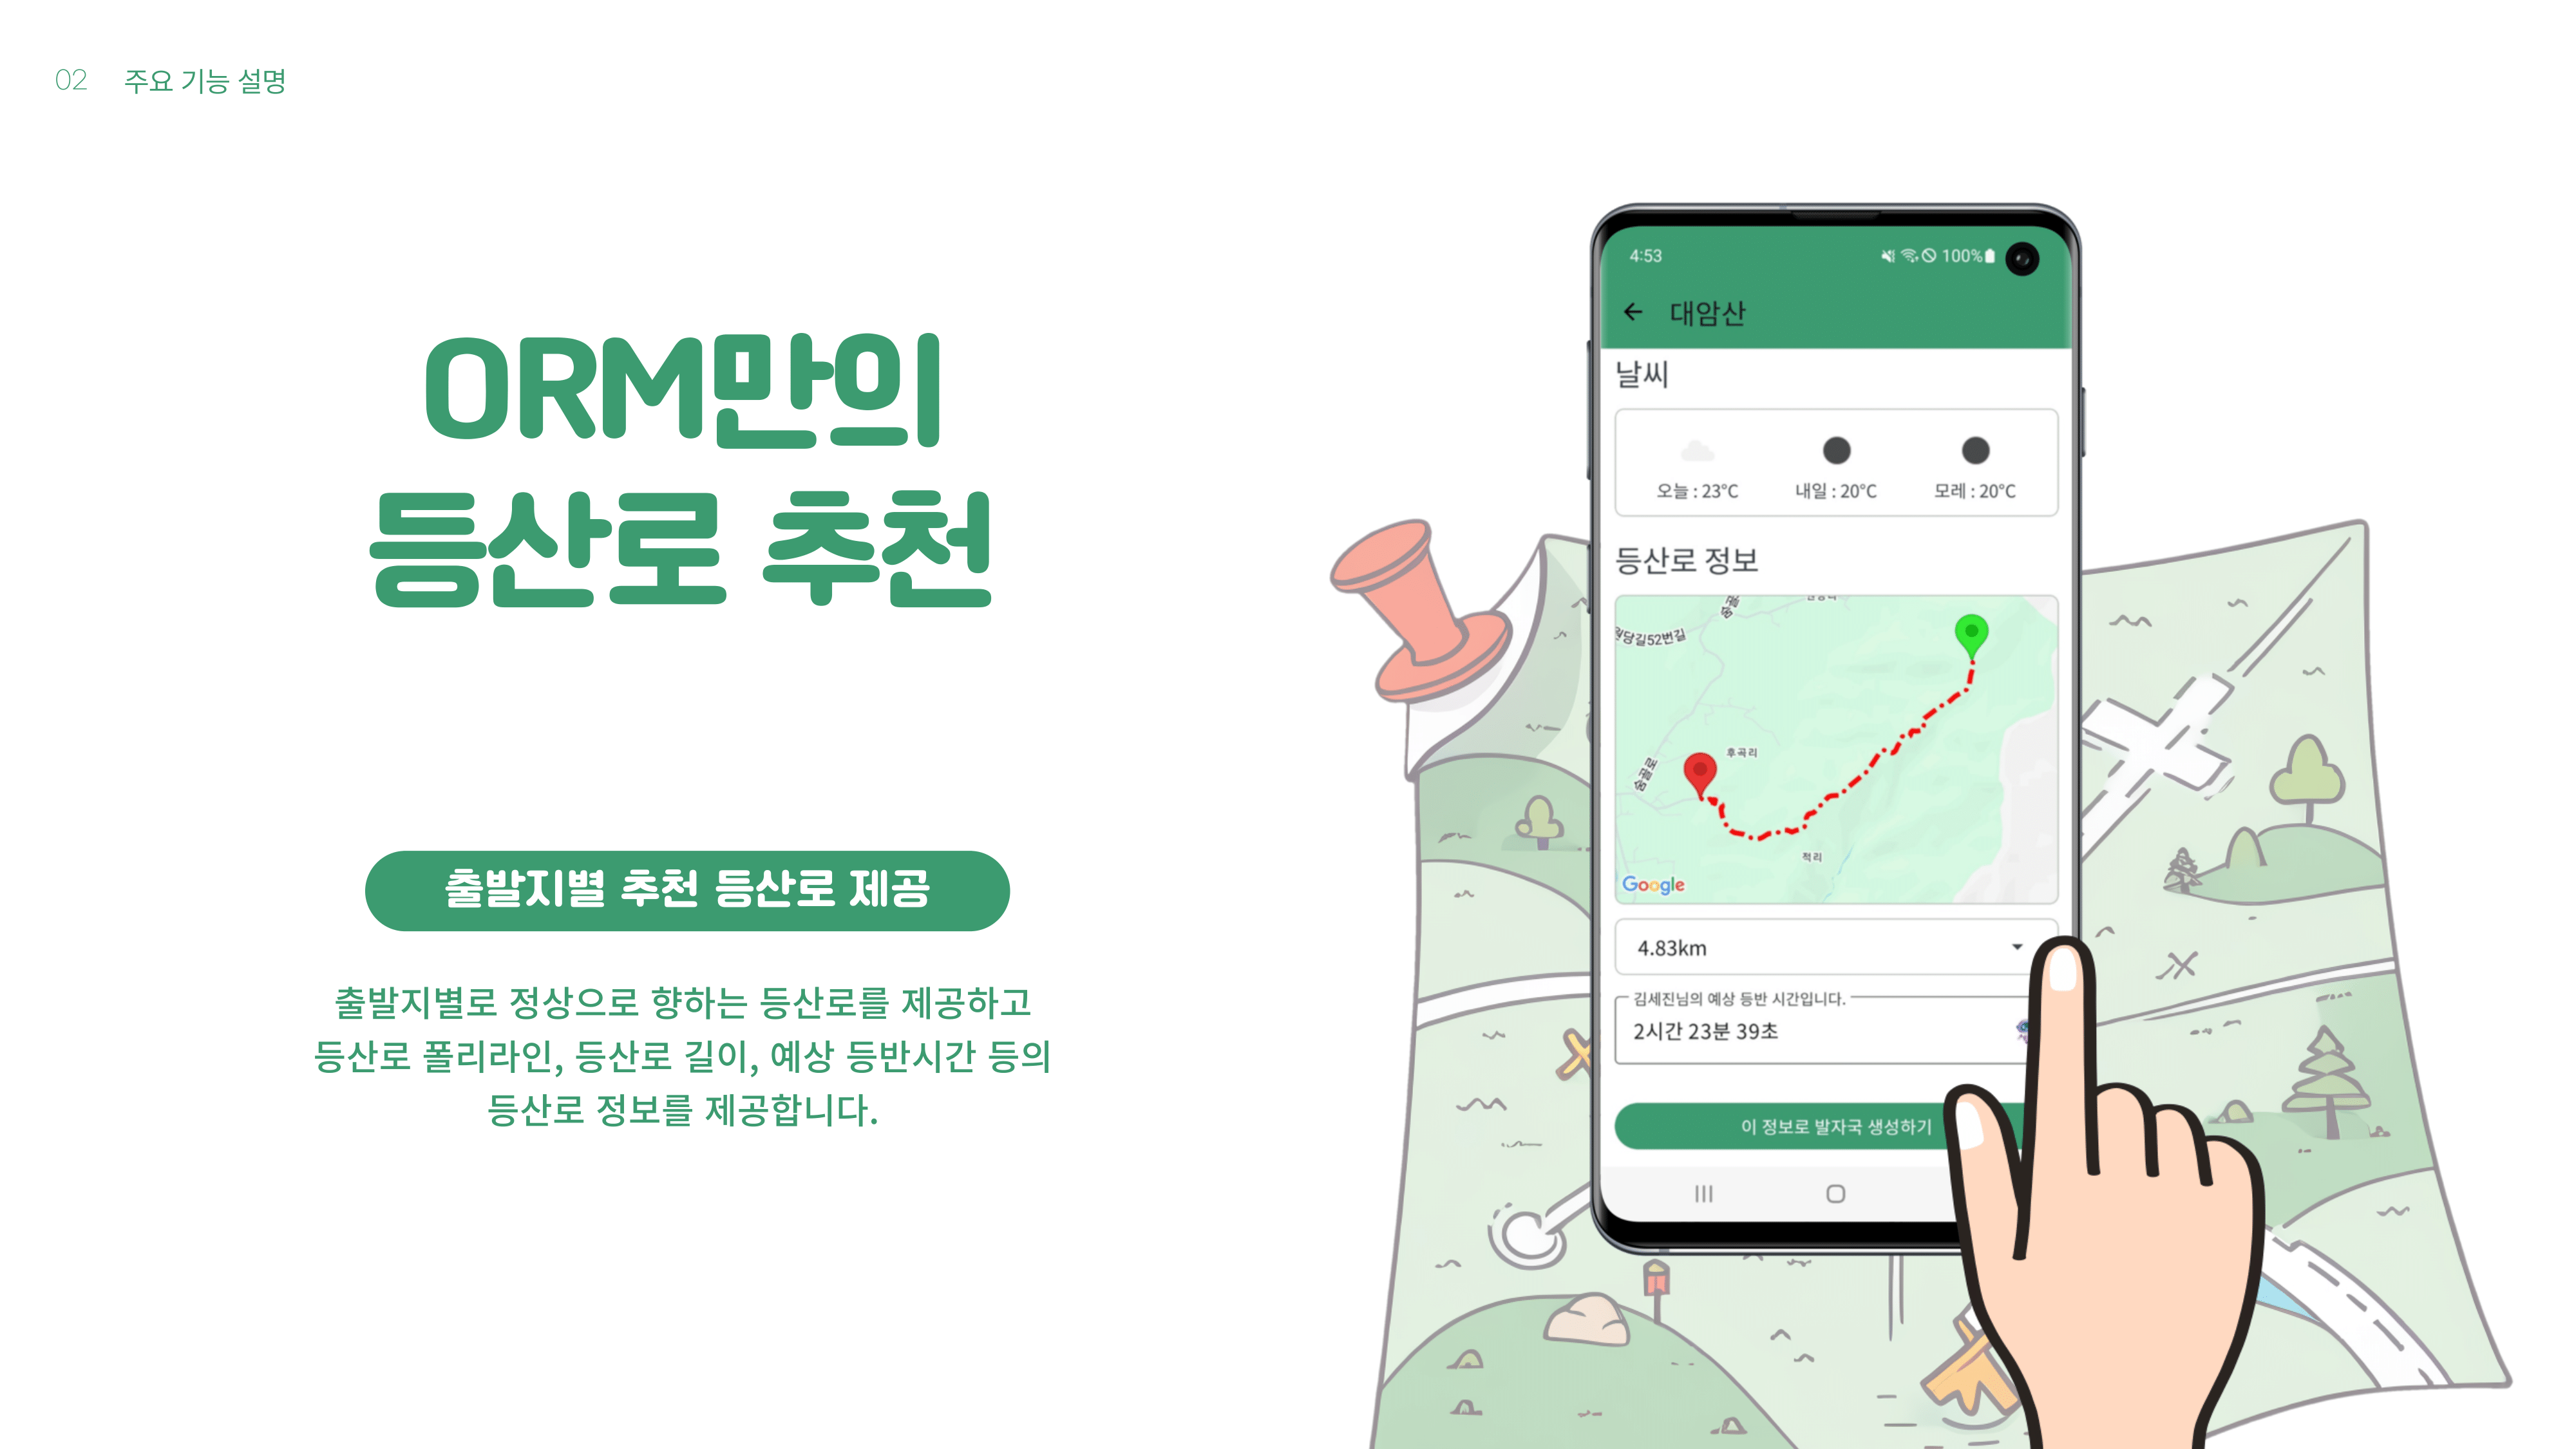 02 주요 기능 설명
ORM만의
등산로 추천
출발지별 추천 등산로 제공
출발지별로 정상으로 향하는 등산로를 제공하고
등산로 폴리라인, 등산로 길이, 예상 등반시간 등의
등산로 정보를 제공합니다.
4:53 100%
대암산
날씨
오늘 : 23°C 내일 : 20°C 모레 : 20°C
등산로 정보
원당길52번길
후곡리
숨골로
적리
Google
4.83km
김세진님의 예상 등반 시간입니다.
2시간 23분 39초
이 정보로 발자국 생성하기